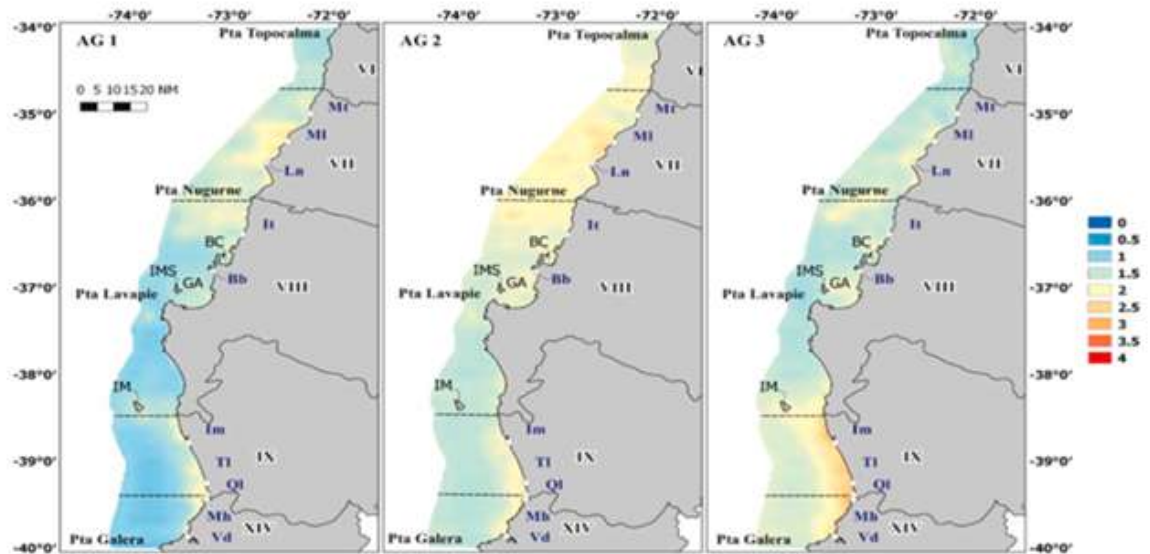 -74°0' -73°0' -72°0' -74°0' -73°0' -72°0' -74°0' -73°0' -72°0'
-34°0' AG 1 Pta Topocalma AG 2 Pta Topocalma AG 3 Pta Topocalma -34°0'
VI VI VI
0 5 10 15 20 NM
-35°0' Mt Mt Mt -35°0'
Ml Ml Ml
VII VII VII
Ln Ln Ln
Pta Nugurne Pta Nugurne Pta Nugurne
-36°0' -36°0'
It It It
BC BC BC
IMS GA Bb IMS GA Bb IMS GA Bb
-37°0' Pta Lavapie VIII Pta Lavapie VIII Pta Lavapie VIII -37°0'
-38°0' -38°0'
IM IM IM
Im Im Im
-39°0' Tl IX Tl IX Tl IX -39°0'
Ql Ql Ql
Mh XIV Mh XIV Mh XIV
-40°0' Pta Galera Vd Pta Galera Vd Pta Galera Vd -40°0'
0
0.5
1
1.5
2
2.5
3
3.5
4